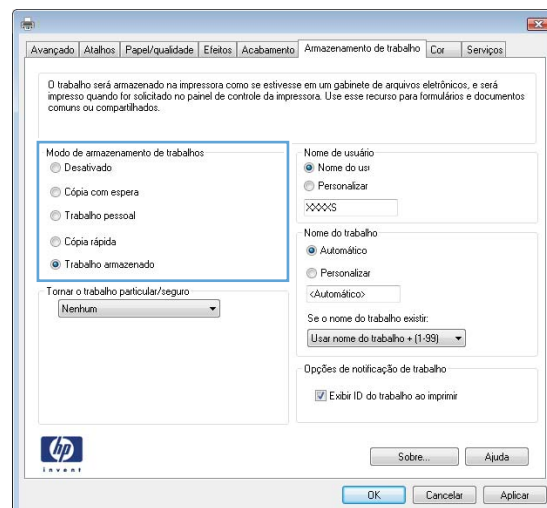 Avançado Atalhos Papel/qualidade Efeitos Acabamento Armazenamento de trabalho Cor Serviços
O trabalho será armazenado na impressora como se estivesse em um gabinete de arquivos eletrônicos, e será
impresso quando for solicitado no painel de controle da impressora. Use esse recurso para formulários e documentos
comuns ou compartilhados.
Modo de armazenamento de trabalhos
Desativado
Cópia com espera
Trabalho pessoal
Cópia rápida
Trabalho armazenado
Tornar o trabalho particular/seguro
Nenhum
Nome de usuário
Nome do usu
Personalizar
XXXXS
Nome do trabalho
Automático
Personalizar
<Automático>
Se o nome do trabalho existir:
Usar nome do trabalho + (1-99)
Opções de notificação de trabalho
Exibir ID do trabalho ao imprimir
hp
invent
Sobre... Ajuda
OK Cancelar Aplicar